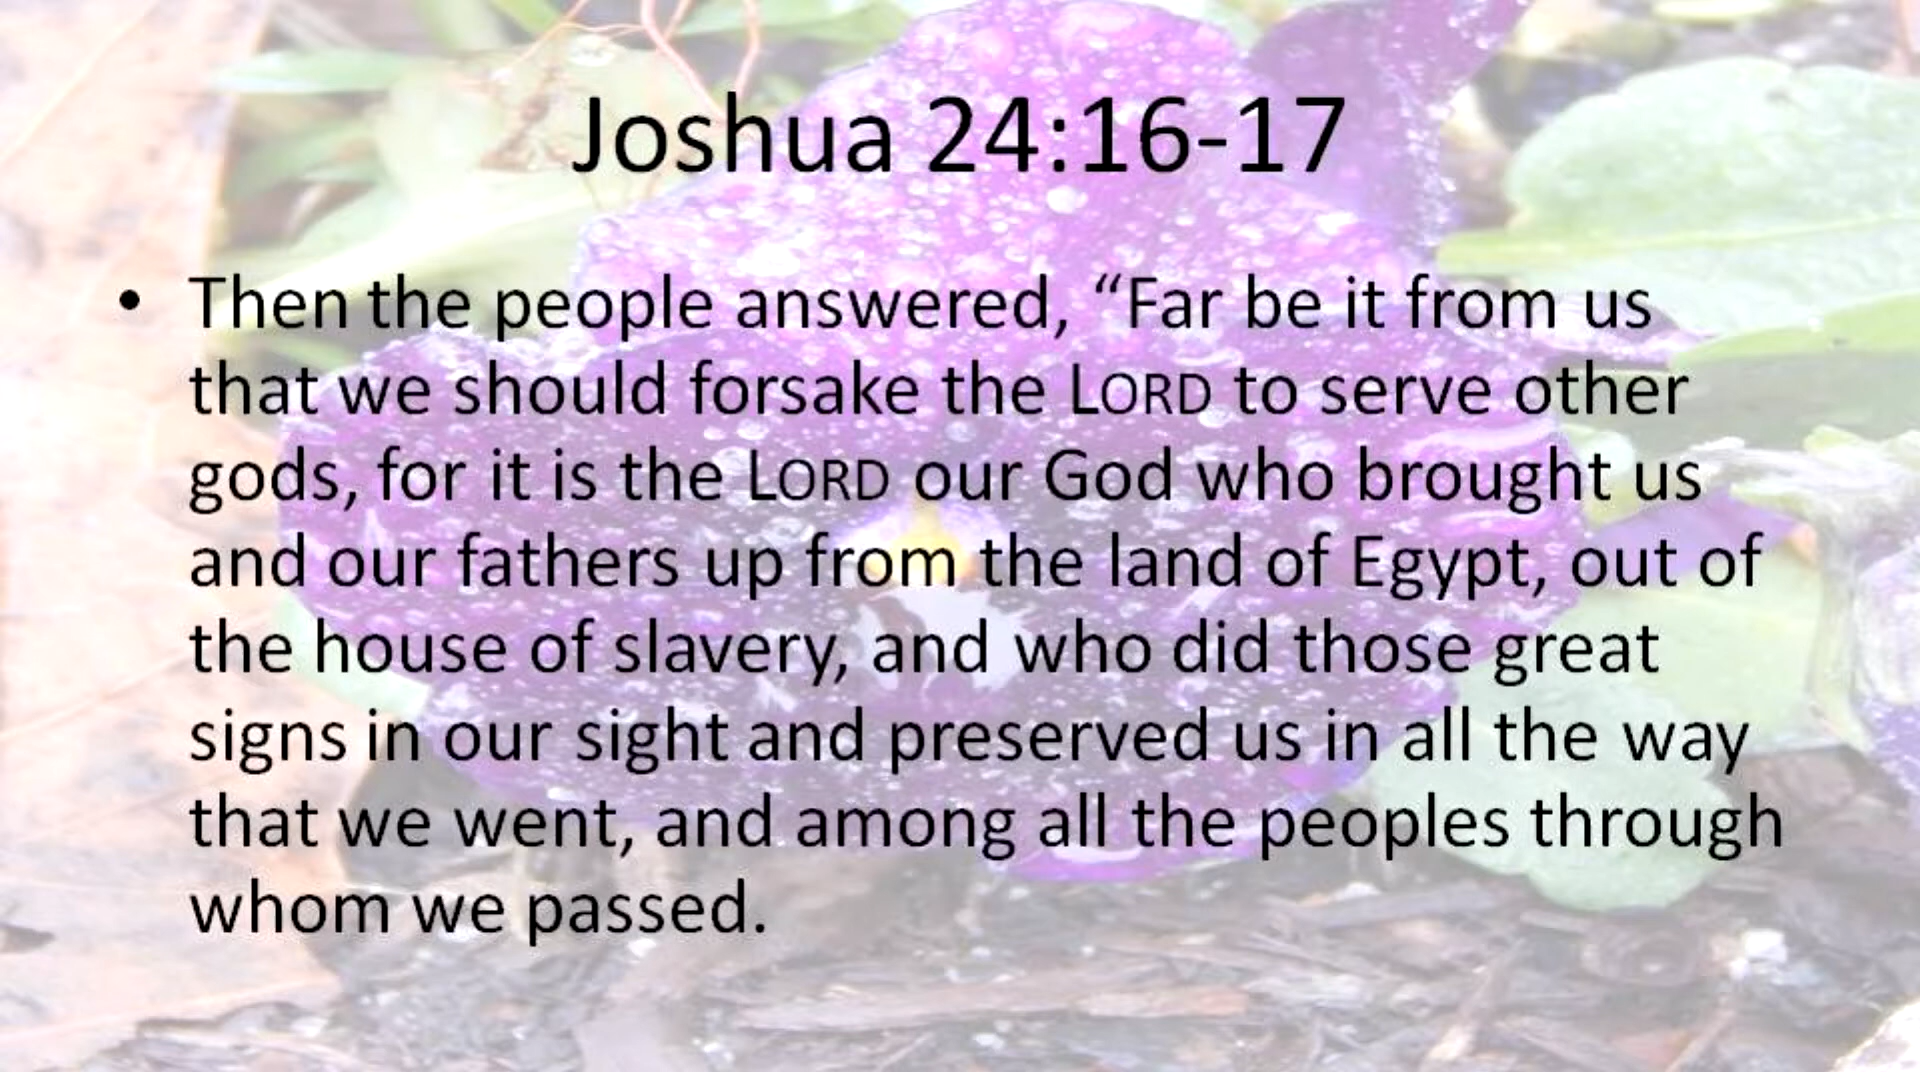 Joshua 24:16-17
• Then the people answered, “Far be it from us
that we should forsake the LORD to serve other
gods, for it is the LORD our God who brought us
and our fathers up from the land of Egypt, out of
the house of slavery, and who did those great
signs in our sight and preserved us in all the way
that we went, and among all the peoples through
whom we passed.